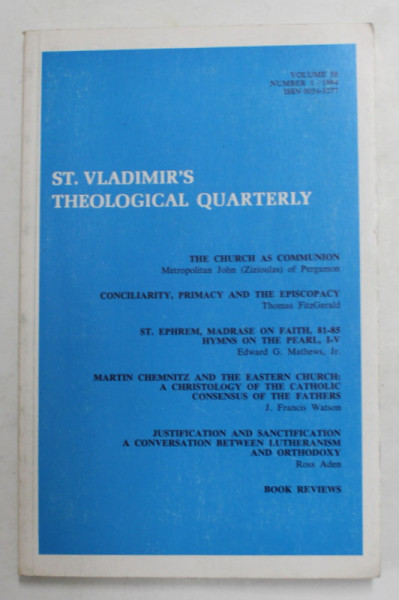 VOLUME 38
NUMBER 1 · 1994
ISSN 0036-3227
ST. VLADIMIR'S
THEOLOGICAL QUARTERLY
THE CHURCH AS COMMUNION
Metropolitan John (Zizioulas) of Pergamon
CONCILIARITY, PRIMACY AND THE EPISCOPACY
Thomas FitzGerald
ST. EPHREM, MADRASE ON FAITH, 81-85
HYMNS ON THE PEARL, I-V
Edward G. Mathews, Jr.
MARTIN CHEMNITZ AND THE EASTERN CHURCH:
A CHRISTOLOGY OF THE CATHOLIC
CONSENSUS OF THE FATHERS
J. Francis Watson
JUSTIFICATION AND SANCTIFICATION
A CONVERSATION BETWEEN LUTHERANISM
AND ORTHODOXY
Ross Aden
BOOK REVIEWS